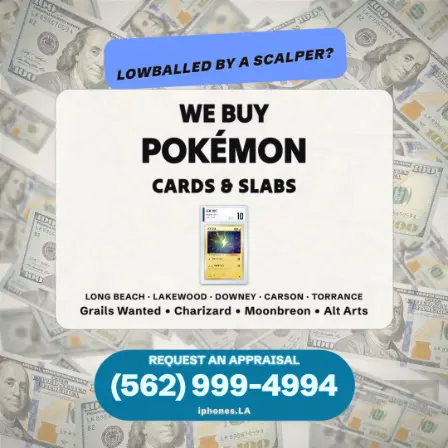 LOWBALLED BY A SCALPER?
WE BUY
POKÉMON
CARDS & SLABS
10
LONG BEACH · LAKEWOOD · DOWNEY · CARSON · TORRANCE
Grails Wanted • Charizard • Moonbreon • Alt Arts
REQUEST AN APPRAISAL
(562) 999-4994
iphones.LA